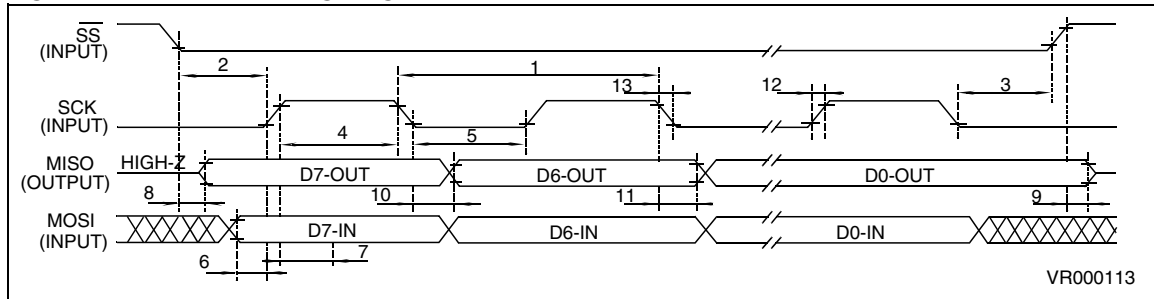 SS
(INPUT)
2
1
13
12
3
SCK
(INPUT)
4
5
MISO
(OUTPUT)
HIGH-Z
D7-OUT
D6-OUT
D0-OUT
8
10
11
9
MOSI
(INPUT)
D7-IN
D6-IN
D0-IN
6
7
VR000113